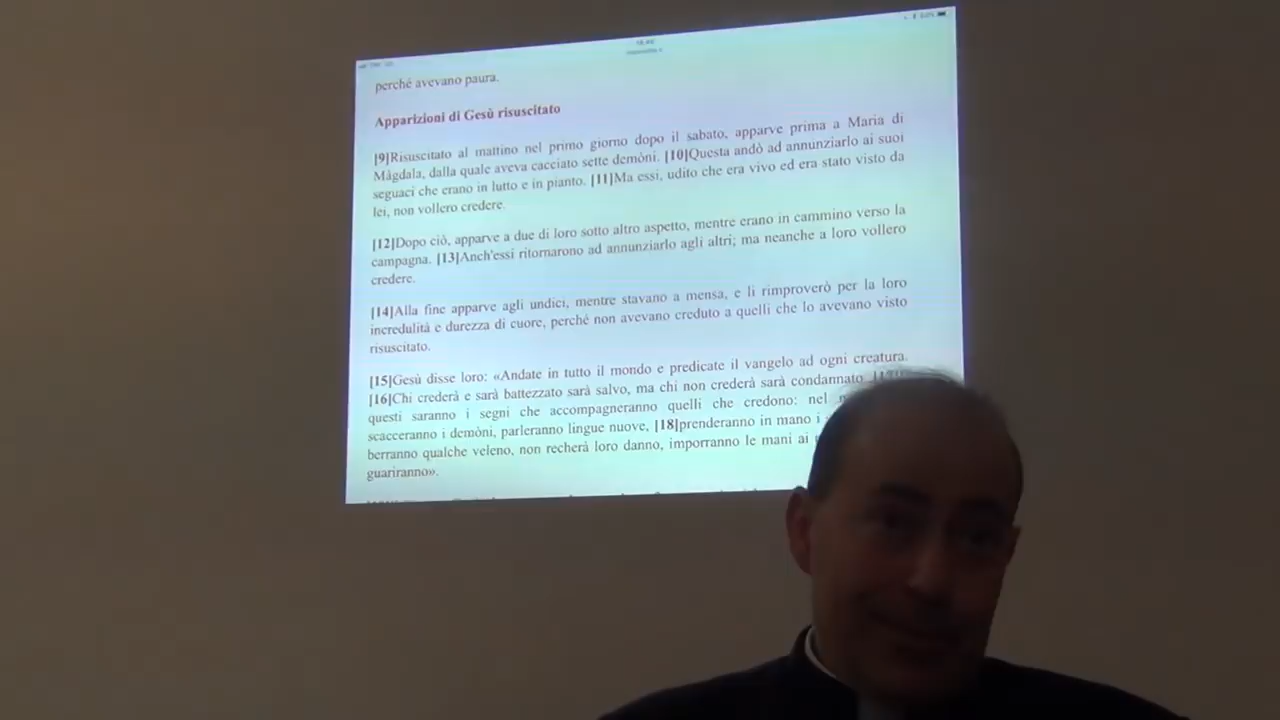 perché avevano paura.
Apparizioni di Gesù risuscitato
[9]Risuscitato al mattino nel primo giorno dopo il sabato, apparve prima a Maria di
Màgdala, dalla quale aveva cacciato sette demòni. [10]Questa andò ad annunziarlo ai suoi
seguaci che erano in lutto e in pianto. [11]Ma essi, udito che era vivo ed era stato visto da
lei, non vollero credere.
[12]Dopo ciò, apparve a due di loro sotto altro aspetto, mentre erano in cammino verso la
campagna. [13]Anch'essi ritornarono ad annunziarlo agli altri; ma neanche a loro vollero
credere.
[14]Alla fine apparve agli undici, mentre stavano a mensa, e li rimproverò per la loro
incredulità e durezza di cuore, perché non avevano creduto a quelli che lo avevano visto
risuscitato.
[15]Gesù disse loro: «Andate in tutto il mondo e predicate il vangelo ad ogni creatura.
[16]Chi crederà e sarà battezzato sarà salvo, ma chi non crederà sarà condannato.
questi saranno i segni che accompagneranno quelli che credono: nel
scacceranno i demòni, parleranno lingue nuove, [18]prenderanno in mano i
berranno qualche veleno, non recherà loro danno, imporranno le mani ai
guariranno».